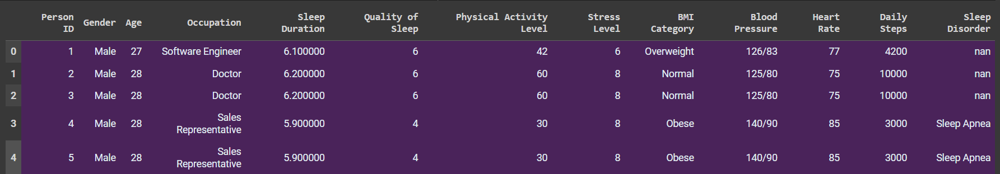 Person ID Gender Age Occupation Sleep Duration Quality of Sleep Physical Activity Level Stress Level BMI Category Blood Pressure Heart Rate Daily Steps Sleep Disorder
0 1 Male 27 Software Engineer 6.100000 6 42 6 Overweight 126/83 77 4200 nan
1 2 Male 28 Doctor 6.200000 6 60 8 Normal 125/80 75 10000 nan
2 3 Male 28 Doctor 6.200000 6 60 8 Normal 125/80 75 10000 nan
3 4 Male 28 Sales Representative 5.900000 4 30 8 Obese 140/90 85 3000 Sleep Apnea
4 5 Male 28 Sales Representative 5.900000 4 30 8 Obese 140/90 85 3000 Sleep Apnea